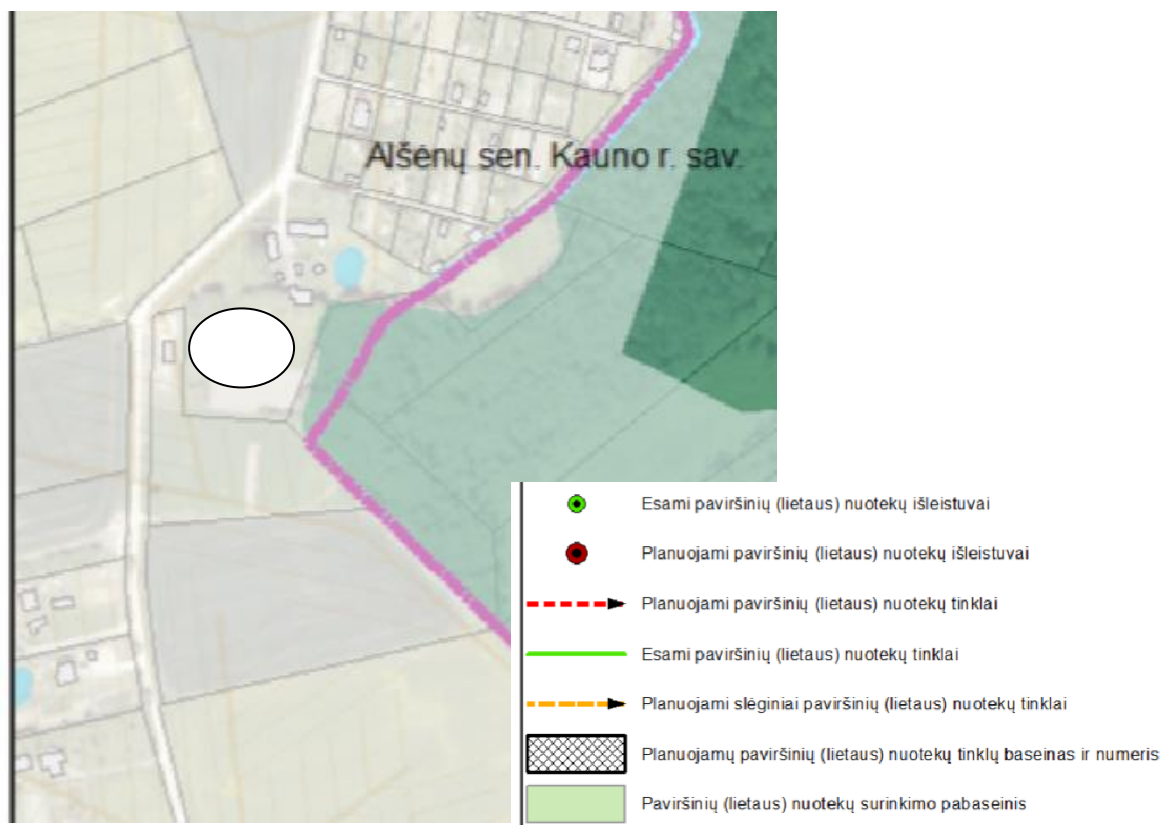 Alšėnų sen. Kauno r. sav.
Esami paviršinių (lietaus) nuotekų išleistuvai
Planuojami paviršinių (lietaus) nuotekų išleistuvai
Planuojami paviršinių (lietaus) nuotekų tinklai
Esami paviršinių (lietaus) nuotekų tinklai
Planuojami slėginiai paviršinių (lietaus) nuotekų tinklai
Planuojamų paviršinių (lietaus) nuotekų tinklų baseinas ir numeris
Paviršinių (lietaus) nuotekų surinkimo pabaseinis